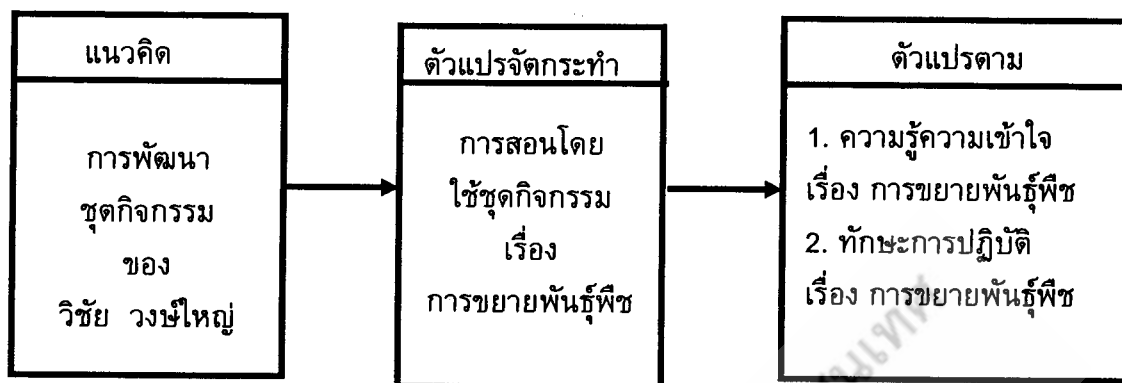 แนวคิด
การพัฒนา
ชุดกิจกรรม
ของ
วิชัย วงษ์ใหญ่
ตัวแปรจัดกระทำ
การสอนโดย
ใช้ชุดกิจกรรม
เรื่อง
การขยายพันธุ์พืช
ตัวแปรตาม
1. ความรู้ความเข้าใจ
เรื่อง การขยายพันธุ์พืช
2. ทักษะการปฏิบัติ
เรื่อง การขยายพันธุ์พืช